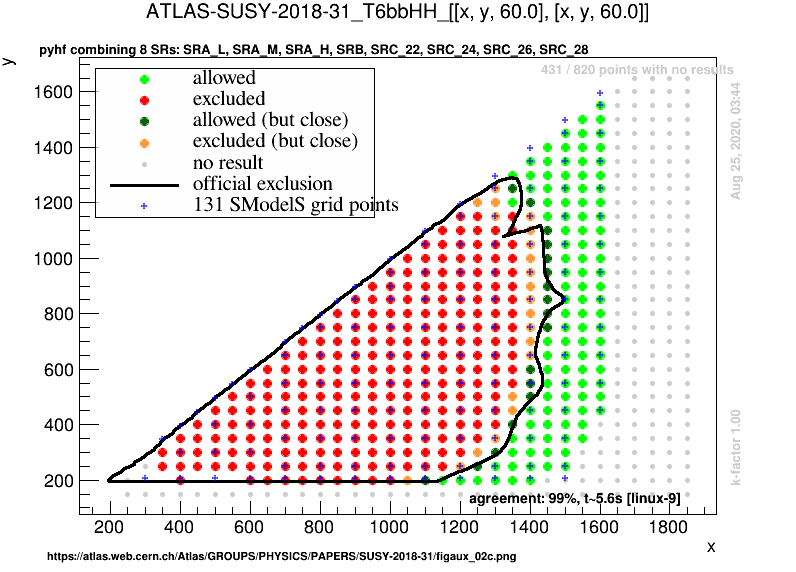 ATLAS-SUSY-2018-31_T6bbHH_[[x, y, 60.0], [x, y, 60.0]]
pyhf combining 8 SRs: SRA_L, SRA_M, SRA_H, SRB, SRC_22, SRC_24, SRC_26, SRC_28
y
431 / 820 points with no results
allowed
excluded
allowed (but close)
excluded (but close)
no result
official exclusion
131 SModelS grid points
Aug 25, 2020, 03:44
k-factor 1.00
1600
1400
1200
1000
800
600
400
200
agreement: 99%, t~5.6s [linux-9]
200 400 600 800 1000 1200 1400 1600 1800
x
https://atlas.web.cern.ch/Atlas/GROUPS/PHYSICS/PAPERS/SUSY-2018-31/figaux_02c.png